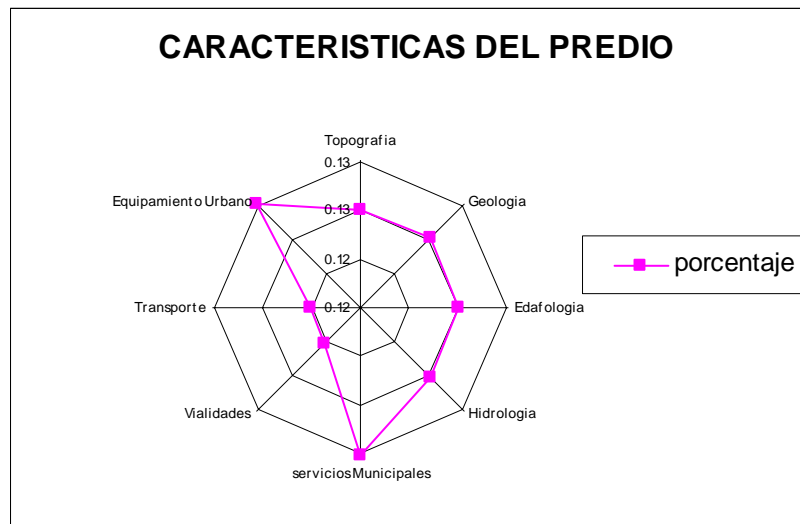 CARACTERISTICAS DEL PREDIO
Topografia
0.13
Equipamiento Urbano
Geologia
0.13
porcentaje
0.12
Transporte
0.12
Edafologia
Vialidades
Hidrologia
serviciosMunicipales